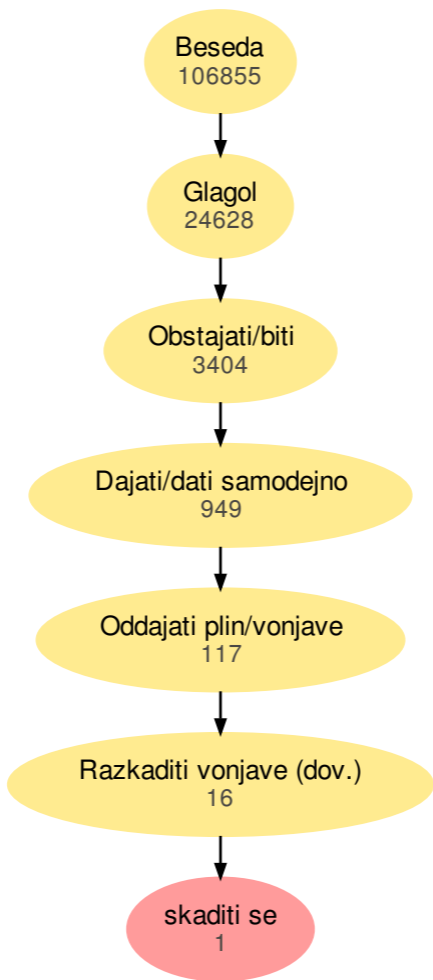 Beseda
106855
Glagol
24628
Obstajati/biti
3404
Dajati/dati samodejno
949
Oddajati plin/vonjave
117
Razkaditi vonjave (dov.)
16
skaditi se
1